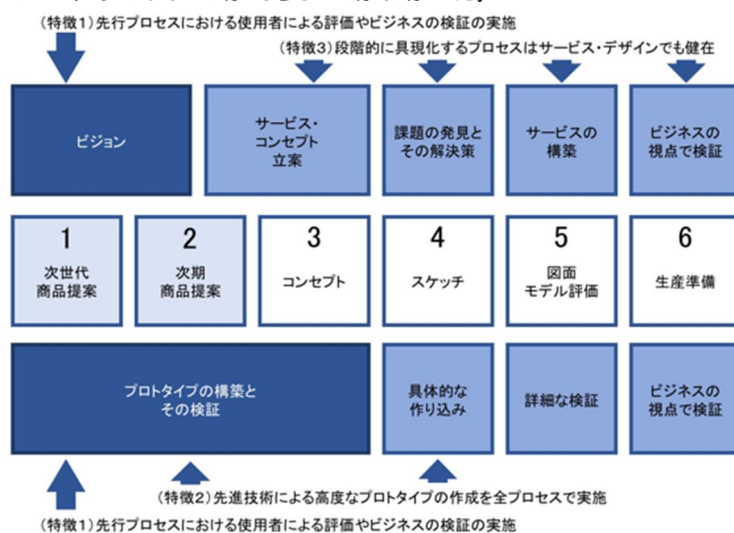 (特徴1)先行プロセスにおける使用者による評価やビジネスの検証の実施
(特徴3)段階的に具現化するプロセスはサービス・デザインでも健在
ビジョン
サービス・
コンセプト
立案
課題の発見と
その解決策
サービスの
構築
ビジネスの
視点で検証
1
次世代
商品提案
2
次期
商品提案
3
コンセプト
4
スケッチ
5
図面
モデル評価
6
生産準備
プロトタイプの構築と
その検証
具体的な
作り込み
詳細な検証
ビジネスの
視点で検証
(特徴2)先進技術による高度なプロトタイプの作成を全プロセスで実施
(特徴1)先行プロセスにおける使用者による評価やビジネスの検証の実施